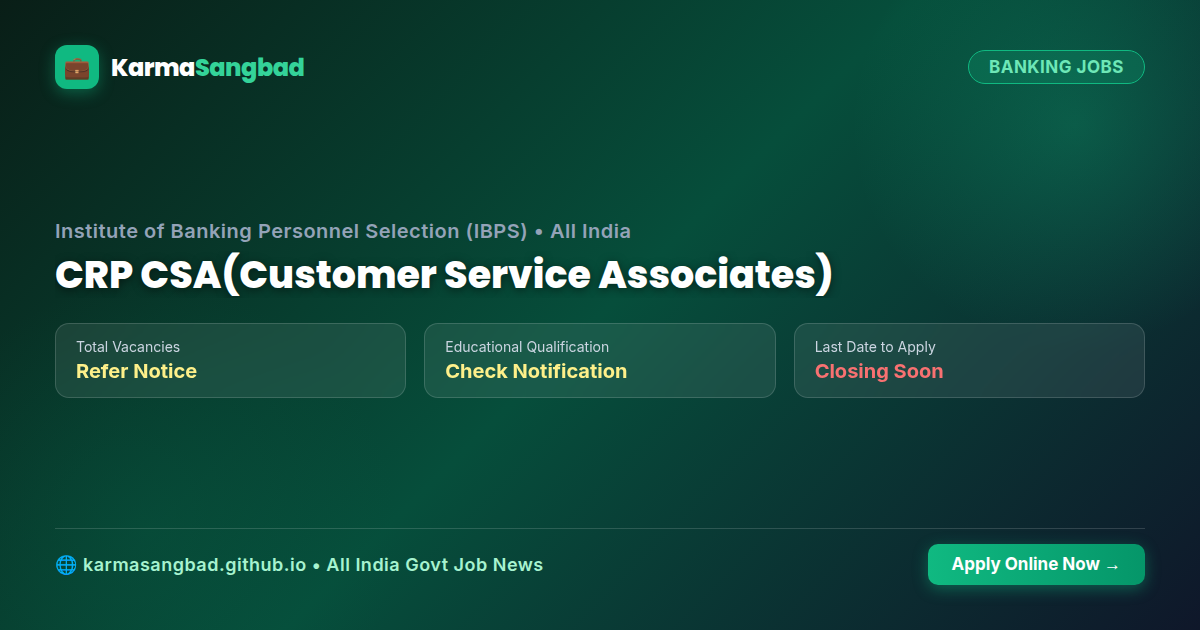 KarmaSangbad
BANKING JOBS
Institute of Banking Personnel Selection (IBPS) • All India
CRP CSA(Customer Service Associates)
Total Vacancies
Refer Notice
Educational Qualification
Check Notification
Last Date to Apply
Closing Soon
🌐 karmasangbad.github.io • All India Govt Job News
Apply Online Now →